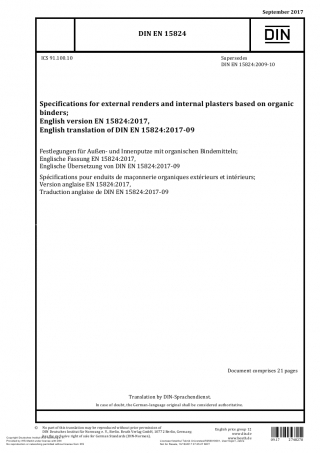 September 2017
DIN EN 15824
DIN
ICS 91.100.10
Supersedes
DIN EN 15824:2009-10
Specifications for external renders and internal plasters based on organic
binders;
English version EN 15824:2017,
English translation of DIN EN 15824:2017-09
Festlegungen für Außen- und Innenputze mit organischen Bindemitteln;
Englische Fassung EN 15824:2017,
Englische Übersetzung von DIN EN 15824:2017-09
Spécifications pour enduits de maçonnerie organiques extérieurs et intérieurs;
Version anglaise EN 15824:2017,
Traduction anglaise de DIN EN 15824:2017-09
Document comprises 21 pages
Translation by DIN-Sprachendienst.
In case of doubt, the German-language original shall be considered authoritative.
No part of this translation may be reproduced without prior permission of
DIN Deutsches Institut für Normung e. V., Berlin. Beuth Verlag GmbH, 10772 Berlin, Germany,
has the exclusive right of sale for German Standards (DIN-Normen).
English price group 12
www.din.de
www.beuth.de